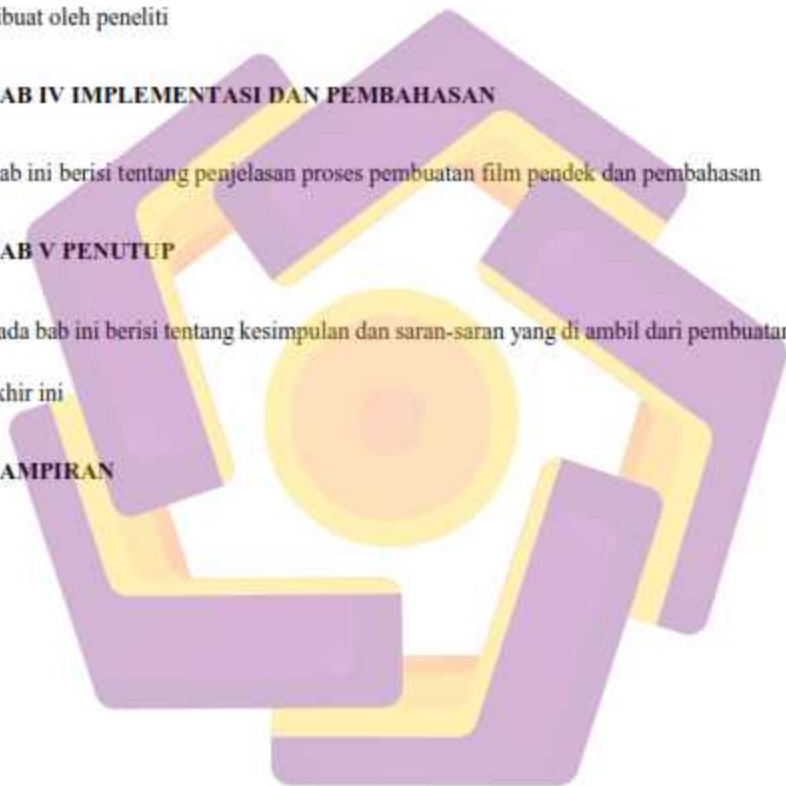 ibuat oleh peneliti
AB IV IMPLEMENTASI DAN PEMBAHASAN
ab ini berisi tentang penjelasan proses pembuatan film pendek dan pembahasan
AB V PENUTUP
ada bab ini berisi tentang kesimpulan dan saran-saran yang di ambil dari pembuatan
khir ini
AMPIRAN